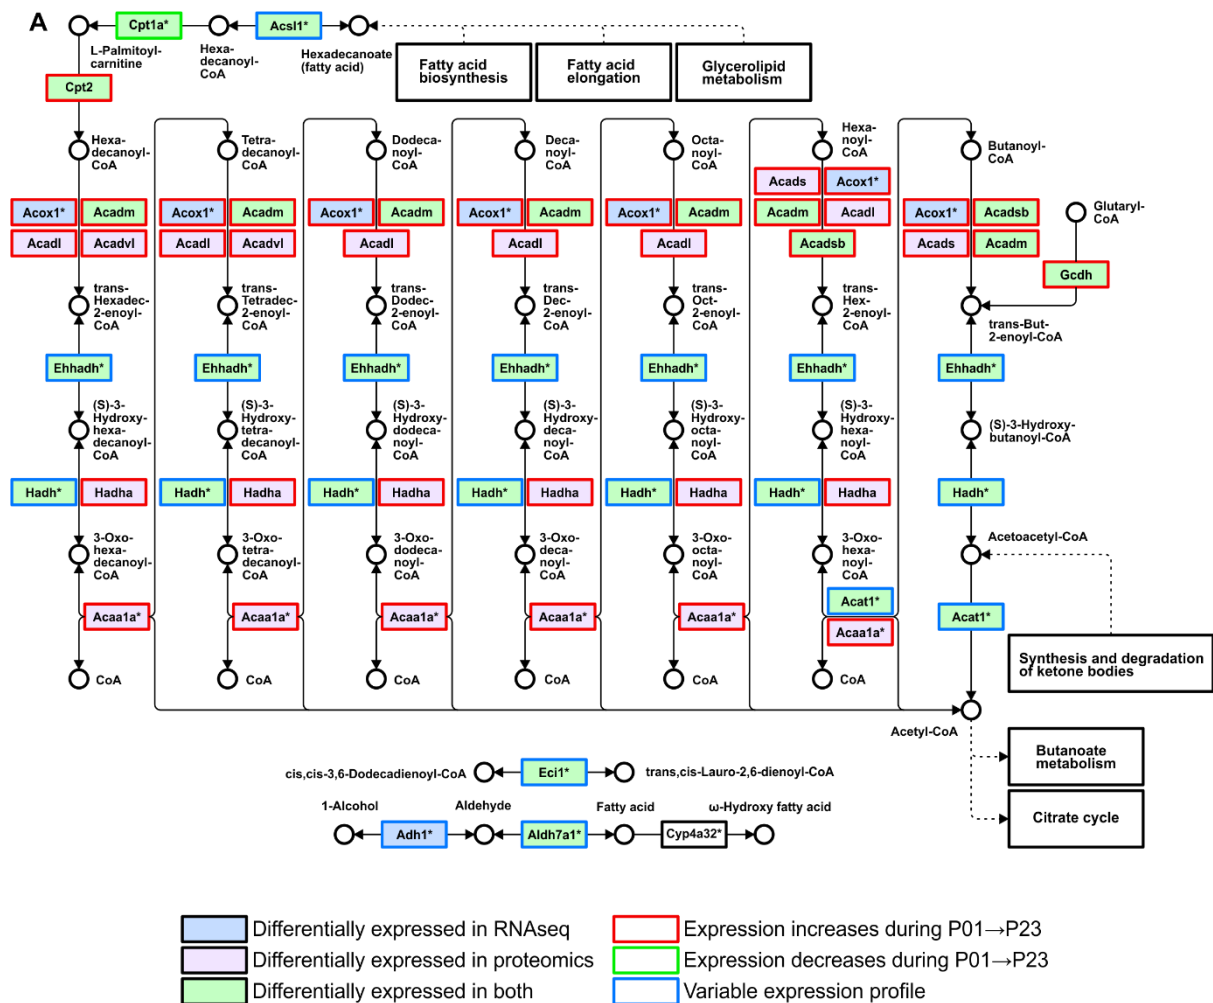 A
Cpt1a*
Acsl1*
L-Palmitoyl-
carnitine
Hexa-
decanoyl-
CoA
Hexadecanoate
(fatty acid)
Fatty acid
biosynthesis
Fatty acid
elongation
Glycerolipid
metabolism
Cpt2
Hexa-
decanoyl-
CoA
Tetra-
decanoyl-
CoA
Dodeca-
noyl-
CoA
Deca-
noyl-
CoA
Octa-
noyl-
CoA
Hexa-
noyl-
CoA
Butanoyl-
CoA
Acads
Acox1*
Acox1*
Acadm
Acox1*
Acadm
Acox1*
Acadm
Acox1*
Acadm
Acox1*
Acadm
Acadm
Acadl
Acox1*
Acadsb
Glutaryl-
CoA
Acadl
Acadvl
Acadl
Acadvl
Acadl
Acadl
Acadl
Acadsb
Acads
Acadm
Gcdh
trans-
Hexadec-
2-enoyl-
CoA
trans-
Tetradec-
2-enoyl-
CoA
trans-
Dodec-
2-enoyl-
CoA
trans-
Dec-
2-enoyl-
CoA
trans-
Oct-
2-enoyl-
CoA
trans-
Hex-
2-enoyl-
CoA
trans-But-
2-enoyl-CoA
Ehhadh*
Ehhadh*
Ehhadh*
Ehhadh*
Ehhadh*
Ehhadh*
Ehhadh*
(S)-3-
Hydroxy-
hexa-
decanoyl-
CoA
(S)-3-
Hydroxy-
tetra-
decanoyl-
CoA
(S)-3-
Hydroxy-
dodeca-
noyl-
CoA
(S)-3-
Hydroxy-
deca-
noyl-
CoA
(S)-3-
Hydroxy-
octa-
noyl-
CoA
(S)-3-
Hydroxy-
hexa-
noyl-
CoA
(S)-3-Hydroxy-
butanoyl-CoA
Hadh*
Hadha
Hadh*
Hadha
Hadh*
Hadha
Hadh*
Hadha
Hadh*
Hadha
Hadh*
Hadha
Hadh*
3-Oxo-
hexa-
decanoyl-
CoA
3-Oxo-
tetra-
decanoyl-
CoA
3-Oxo-
dodeca-
noyl-
CoA
3-Oxo-
deca-
noyl-
CoA
3-Oxo-
octa-
noyl-
CoA
3-Oxo-
hexa-
noyl-
CoA
Acetoacetyl-CoA
Acaa1a*
Acaa1a*
Acaa1a*
Acaa1a*
Acaa1a*
Acat1*
Acaa1a*
Acat1*
Synthesis and degradation
of ketone bodies
CoA
CoA
CoA
CoA
CoA
CoA
Acetyl-CoA
Butanoate
metabolism
Citrate cycle
cis,cis-3,6-Dodecadienoyl-CoA
Eci1*
trans,cis-Lauro-2,6-dienoyl-CoA
1-Alcohol
Aldehyde
Fatty acid
ω-Hydroxy fatty acid
Adh1*
Aldh7a1*
Cyp4a32*
Differentially expressed in RNAseq
Differentially expressed in proteomics
Differentially expressed in both
Expression increases during P01→P23
Expression decreases during P01→P23
Variable expression profile